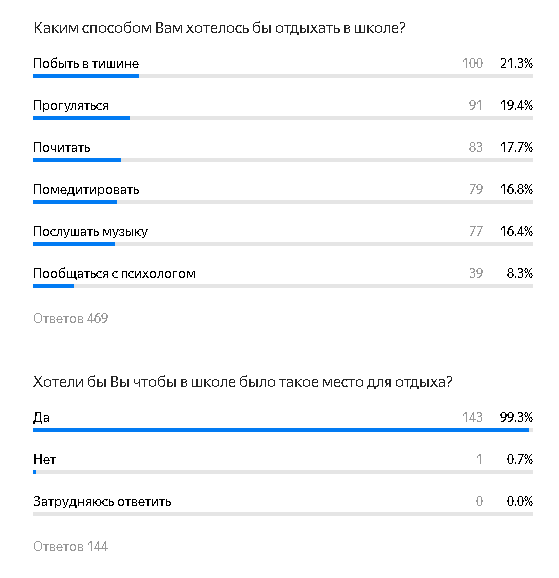 Каким способом Вам хотелось бы отдыхать в школе?
Побыть в тишине 100 21.3%
Прогуляться 91 19.4%
Почитать 83 17.7%
Помедитировать 79 16.8%
Послушать музыку 77 16.4%
Пообщаться с психологом 39 8.3%
Ответов 469
Хотели бы Вы чтобы в школе было такое место для отдыха?
Да 143 99.3%
Нет 1 0.7%
Затрудняюсь ответить 0 0.0%
Ответов 144